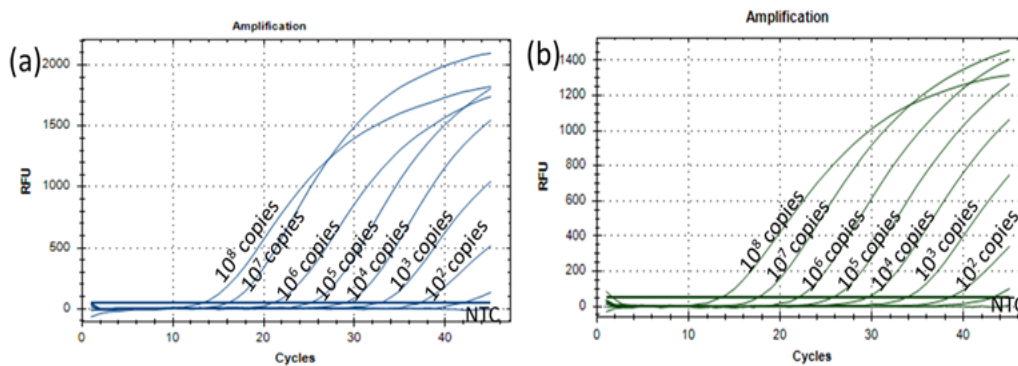 (a)
Amplification
RFU
2000
1500
1000
500
0
10⁸ copies
10⁷ copies
10⁶ copies
10⁵ copies
10⁴ copies
10³ copies
10² copies
NTC
0
10
20
30
40
Cycles
(b)
Amplification
RFU
1400
1200
1000
800
600
400
200
0
10⁸ copies
10⁷ copies
10⁶ copies
10⁵ copies
10⁴ copies
10³ copies
10² copies
NTC
0
10
20
30
40
Cycles